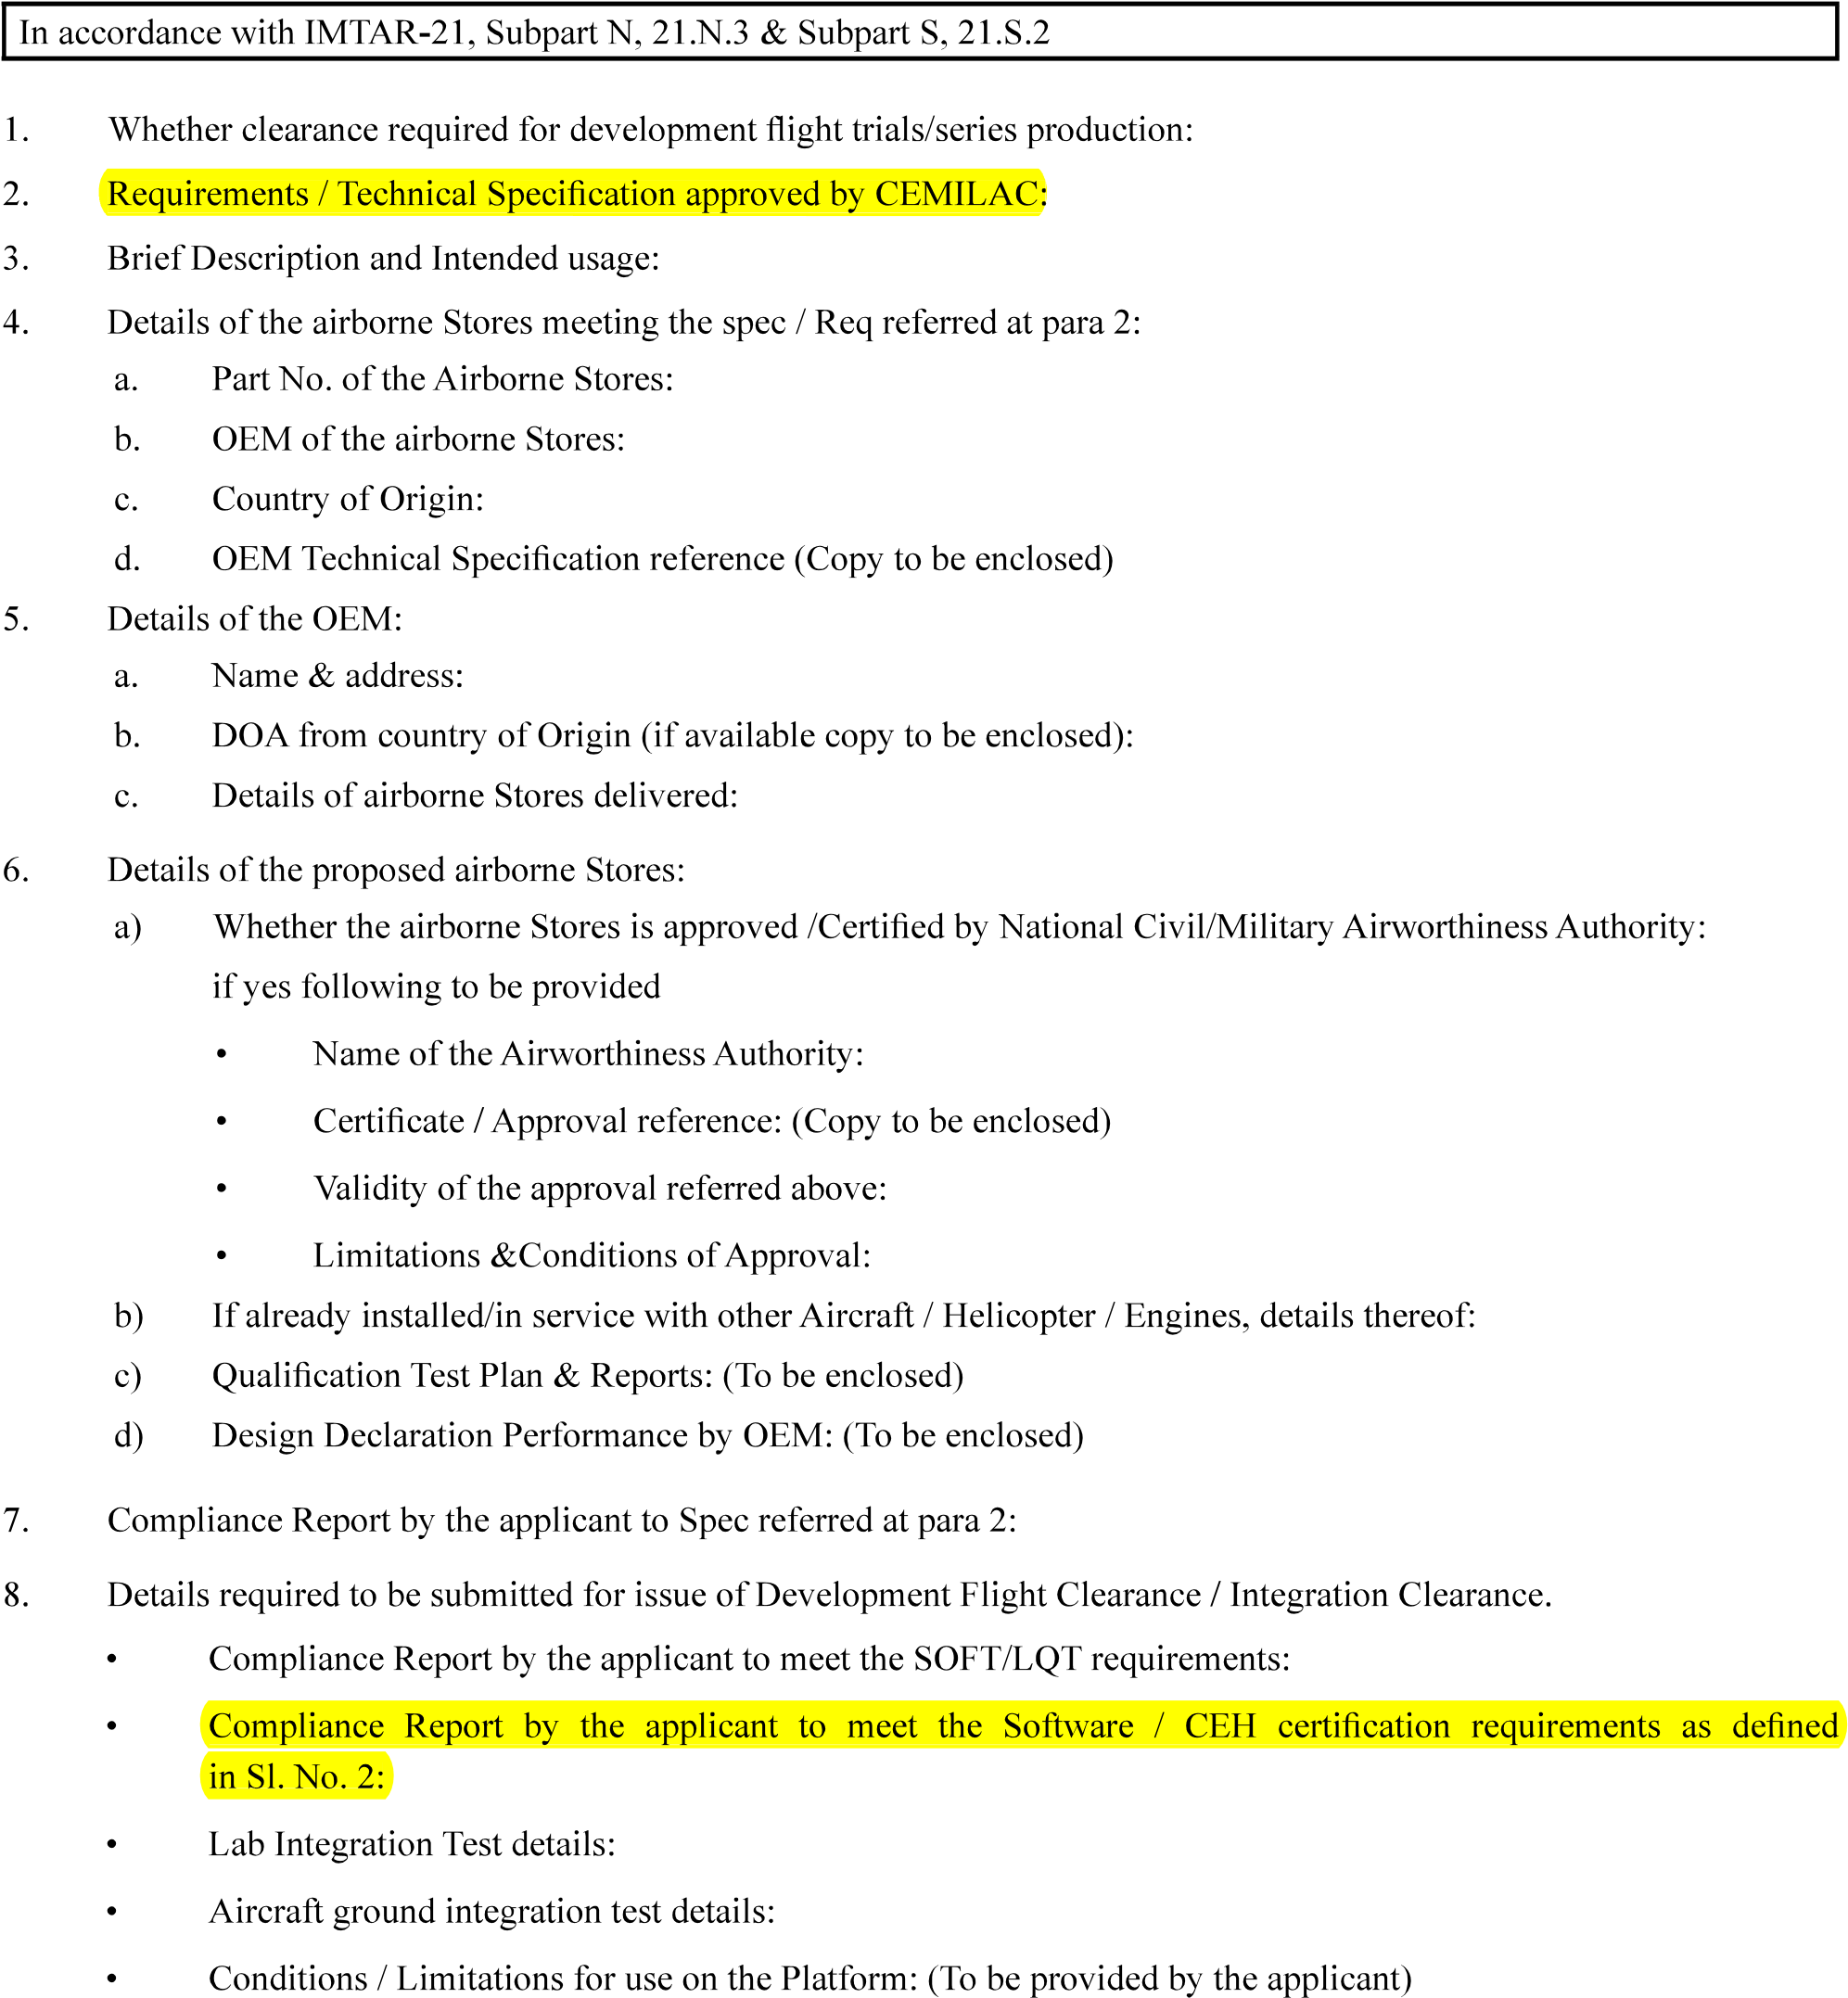 In accordance with IMTAR-21, Subpart N, 21.N.3 & Subpart S, 21.S.2
1. Whether clearance required for development flight trials/series production:
2. Requirements / Technical Specification approved by CEMILAC:
3. Brief Description and Intended usage:
4. Details of the airborne Stores meeting the spec / Req referred at para 2:
a. Part No. of the Airborne Stores:
b. OEM of the airborne Stores:
c. Country of Origin:
d. OEM Technical Specification reference (Copy to be enclosed)
5. Details of the OEM:
a. Name & address:
b. DOA from country of Origin (if available copy to be enclosed):
c. Details of airborne Stores delivered:
6. Details of the proposed airborne Stores:
a) Whether the airborne Stores is approved /Certified by National Civil/Military Airworthiness Authority:
if yes following to be provided
• Name of the Airworthiness Authority:
• Certificate / Approval reference: (Copy to be enclosed)
• Validity of the approval referred above:
• Limitations &Conditions of Approval:
b) If already installed/in service with other Aircraft / Helicopter / Engines, details thereof:
c) Qualification Test Plan & Reports: (To be enclosed)
d) Design Declaration Performance by OEM: (To be enclosed)
7. Compliance Report by the applicant to Spec referred at para 2:
8. Details required to be submitted for issue of Development Flight Clearance / Integration Clearance.
• Compliance Report by the applicant to meet the SOFT/LQT requirements:
• Compliance Report by the applicant to meet the Software / CEH certification requirements as defined
in Sl. No. 2:
• Lab Integration Test details:
• Aircraft ground integration test details:
• Conditions / Limitations for use on the Platform: (To be provided by the applicant)